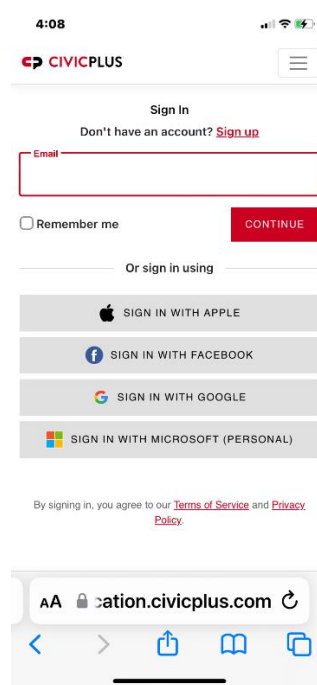 4:08
CIVICPLUS
Sign In
Don't have an account? Sign up
Email
Remember me
CONTINUE
Or sign in using
SIGN IN WITH APPLE
SIGN IN WITH FACEBOOK
SIGN IN WITH GOOGLE
SIGN IN WITH MICROSOFT (PERSONAL)
By signing in, you agree to our Terms of Service and Privacy
Policy.
AA cation.civicplus.com